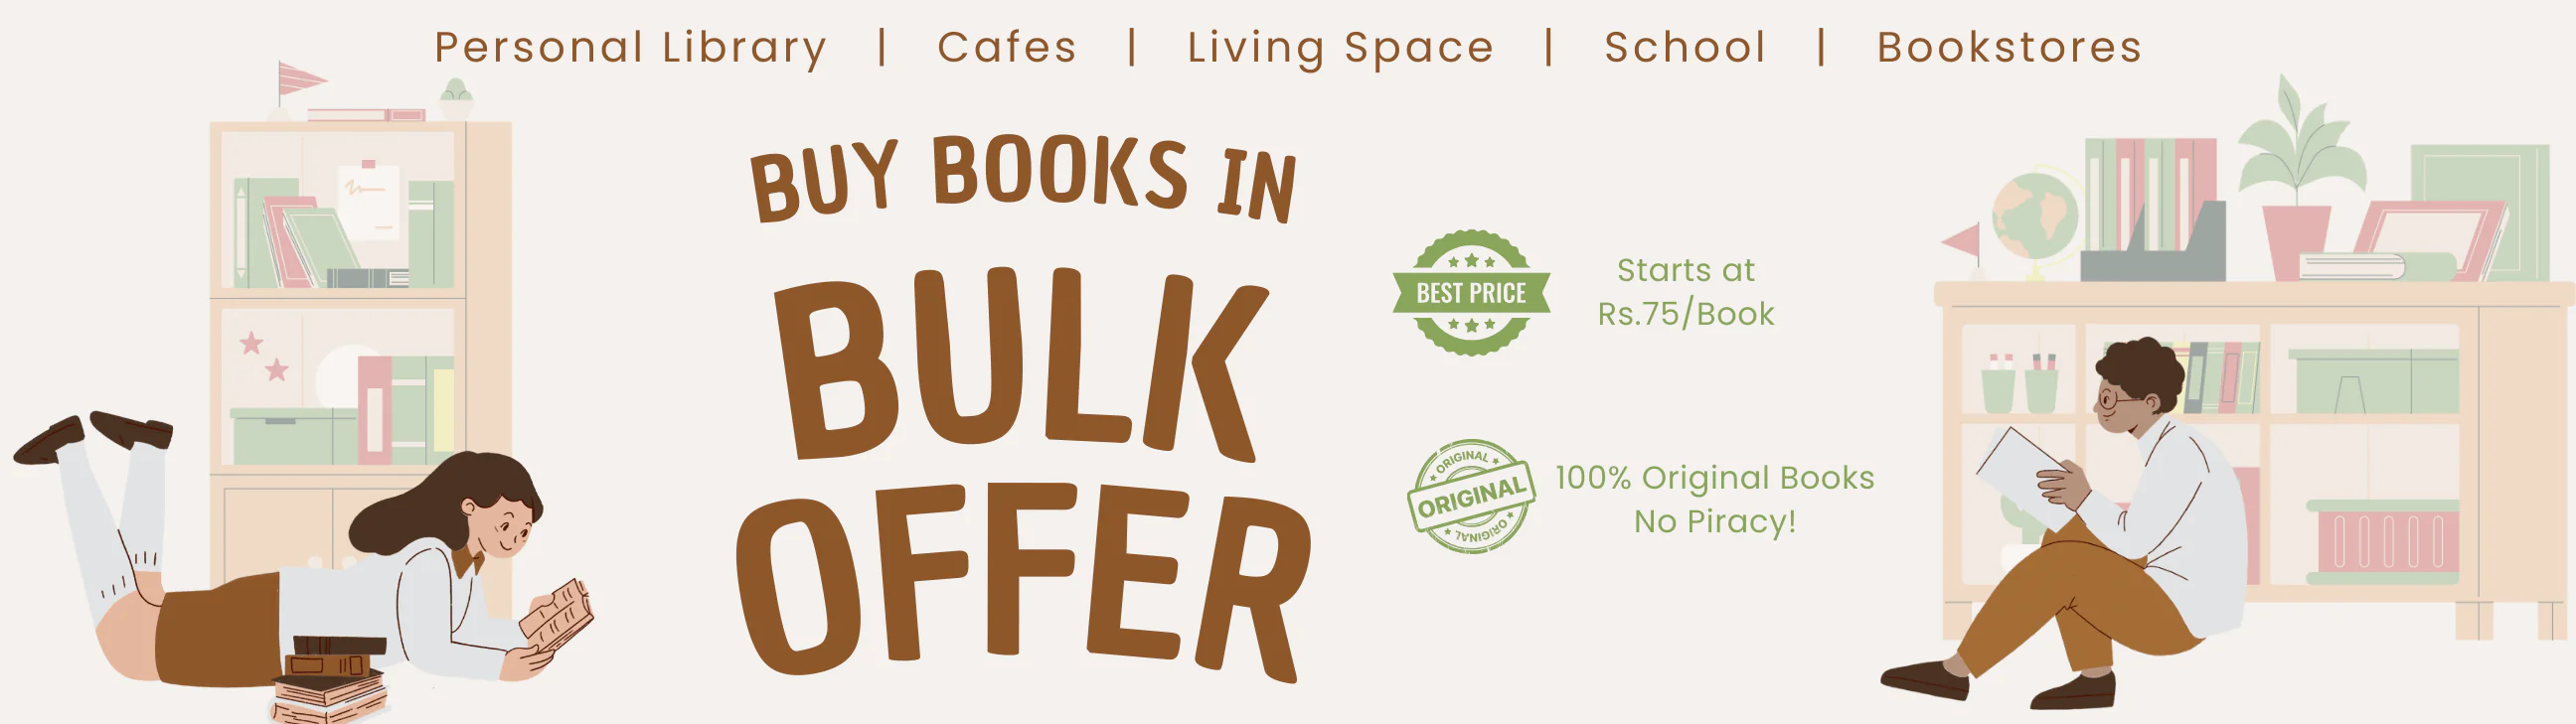 Personal Library | Cafes | Living Space | School | Bookstores
BUY BOOKS IN
BULK
OFFER
BEST PRICE
Starts at
Rs.75/Book
ORIGINAL
ORIGINAL
ORIGINAL
100% Original Books
No Piracy!